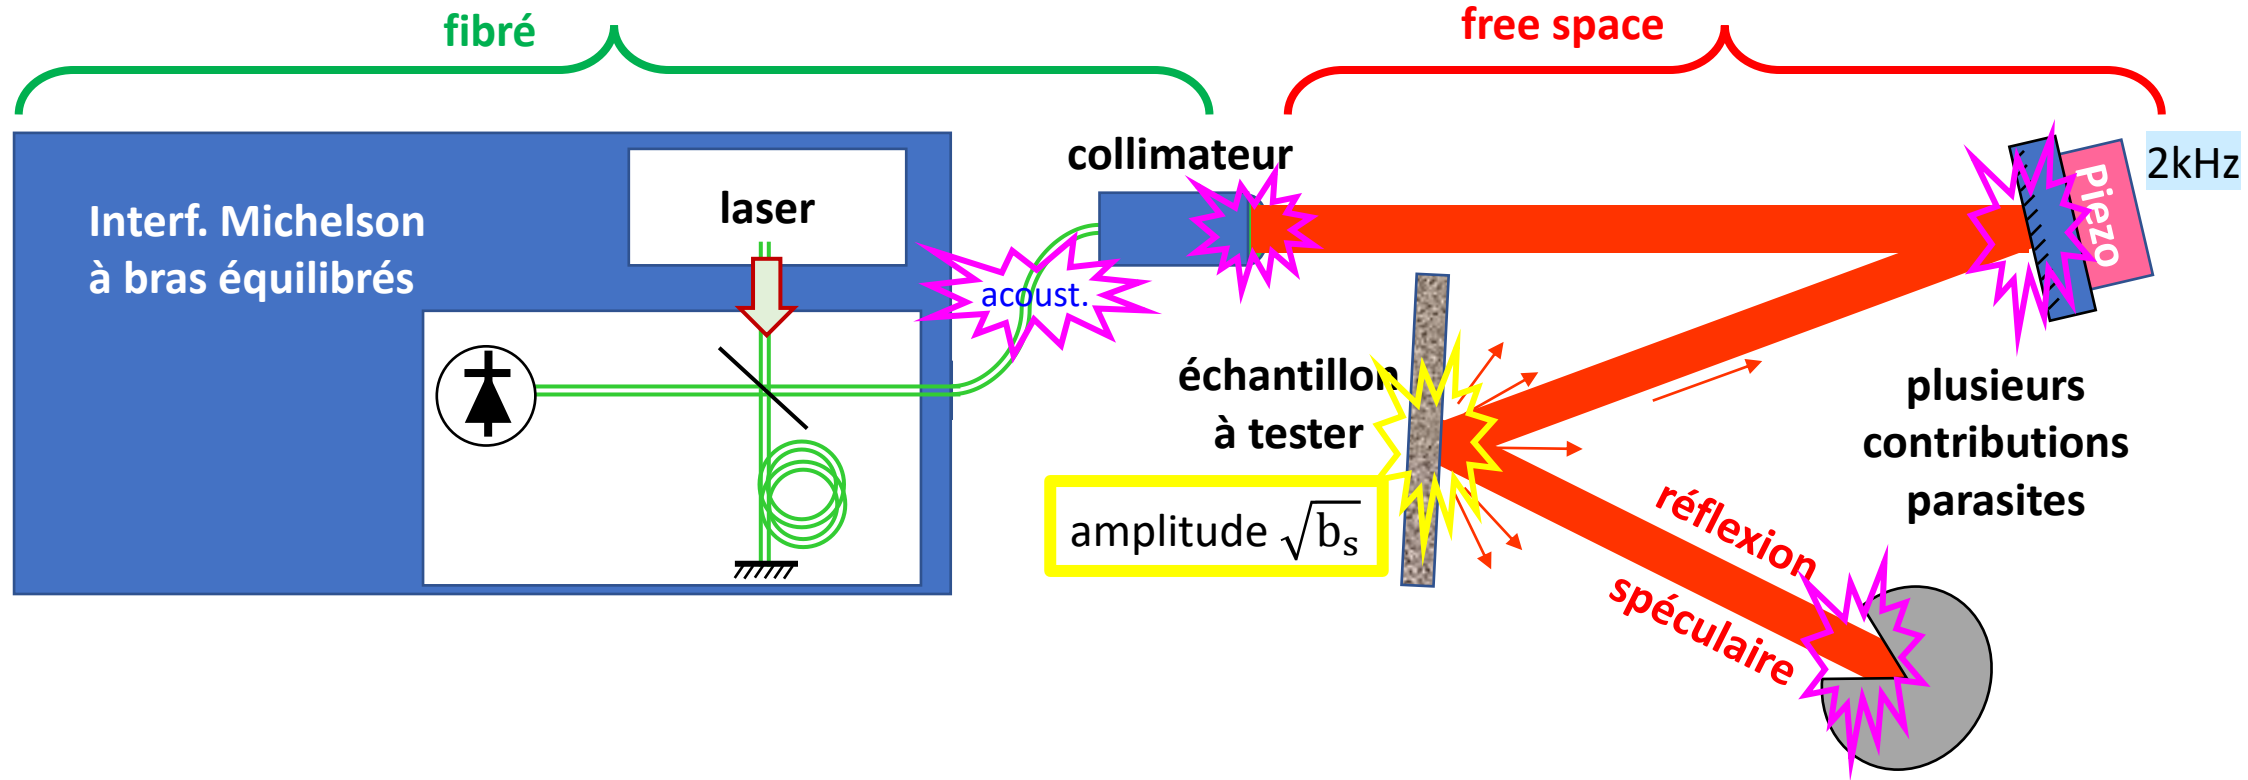 fibré
free space
collimateur
2kHz
Piezo
laser
Interf. Michelson
à bras équilibrés
acoust.
échantillon
à tester
plusieurs
contributions
parasites
amplitude √bₛ
réflexion
spéculaire